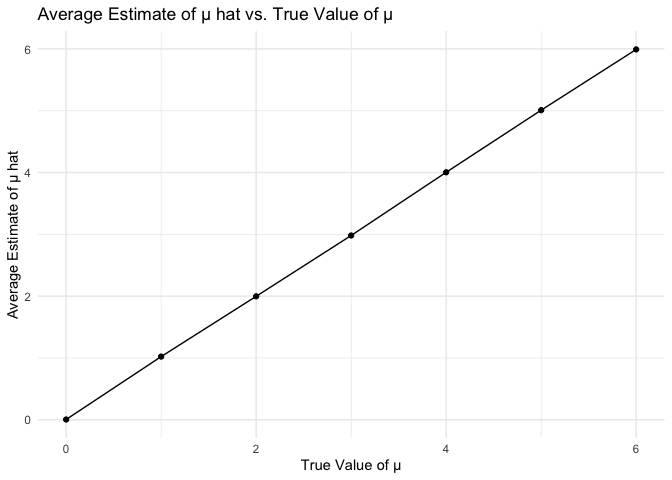 Average Estimate of μ hat vs. True Value of μ
6
4
2
0
Average Estimate of μ hat
0
2
4
6
True Value of μ